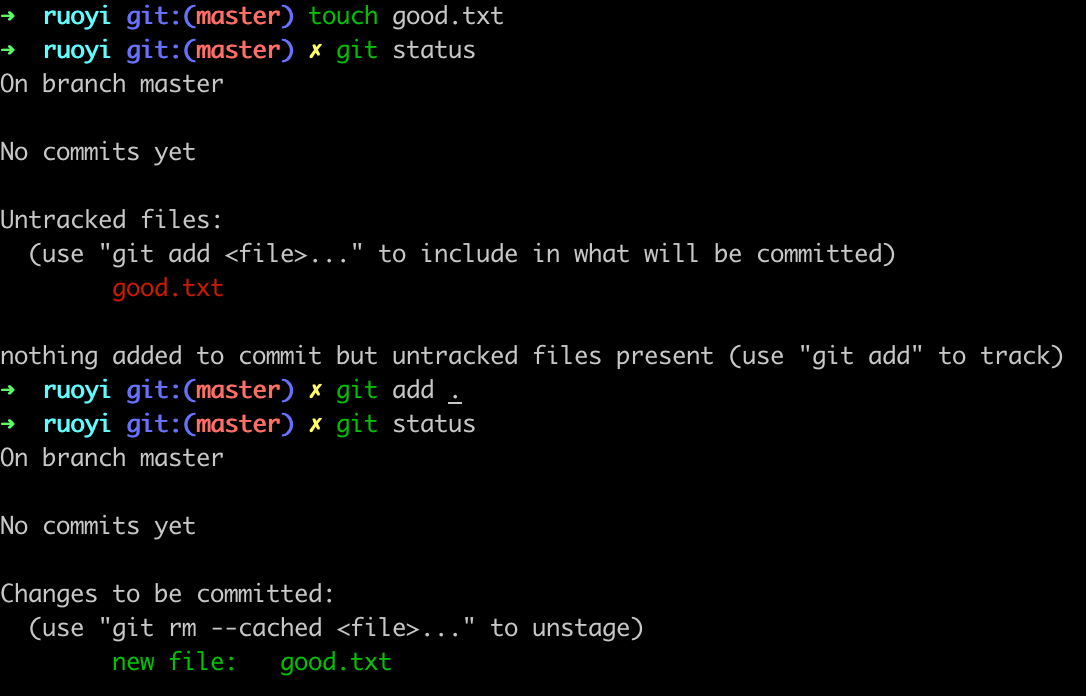 ➜  ruoyi git:(master) touch good.txt
➜  ruoyi git:(master) ✗ git status
On branch master
No commits yet
Untracked files:
  (use "git add <file>..." to include in what will be committed)
        good.txt
nothing added to commit but untracked files present (use "git add" to track)
➜  ruoyi git:(master) ✗ git add .
➜  ruoyi git:(master) ✗ git status
On branch master
No commits yet
Changes to be committed:
  (use "git rm --cached <file>..." to unstage)
        new file:   good.txt